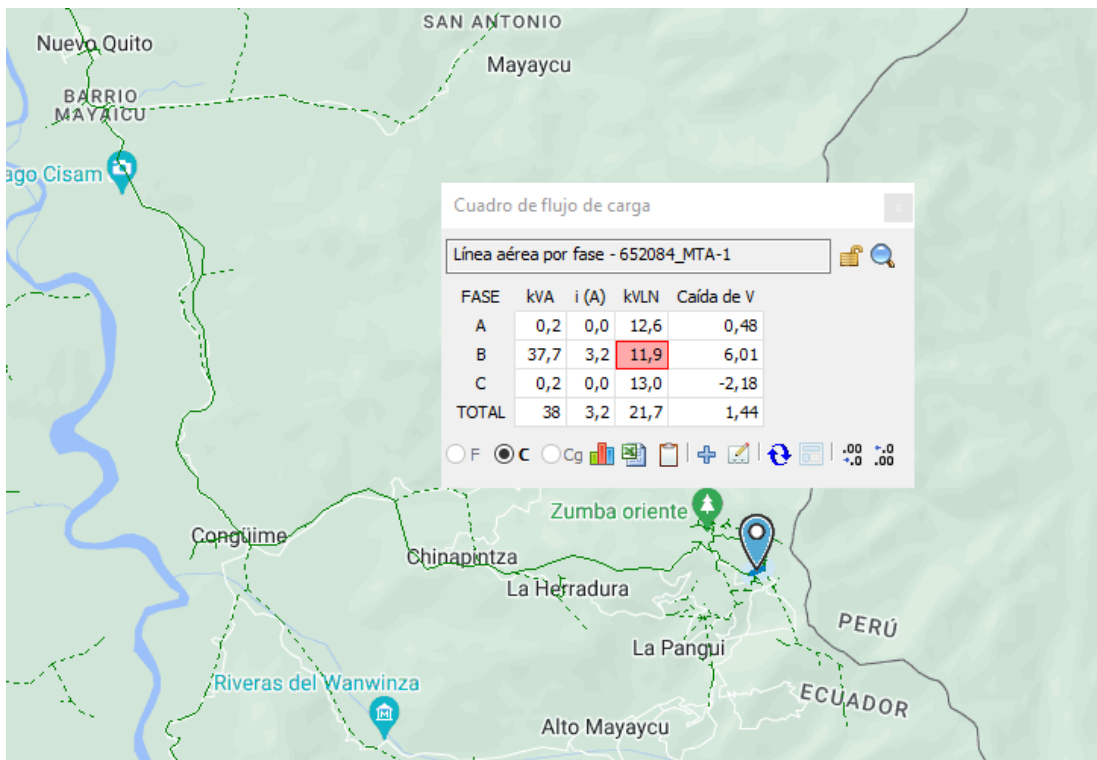 SAN ANTONIO
Nuevo Quito
Mayaycu
BARRIO
MAYAICU
ago Cisam
Cuadro de flujo de carga
x
Línea aérea por fase - 652084_MTA-1
FASE kVA i (A) kVLN Caída de V
A 0,2 0,0 12,6 0,48
B 37,7 3,2 11,9 6,01
C 0,2 0,0 13,0 -2,18
TOTAL 38 3,2 21,7 1,44
F C Cg .00 .0 .0 .00
Zumba oriente
Congüime
Chinapintza
La Herradura
PERÚ
La Pangui
Riveras del Wanwinza
ECUADOR
M
Alto Mayaycu